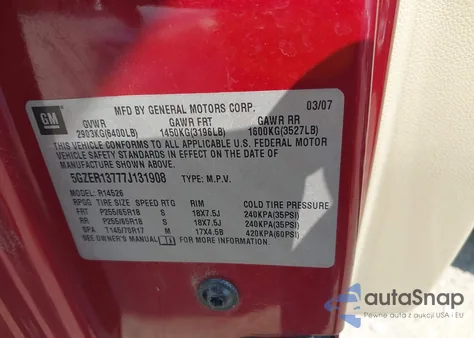 MFD BY GENERAL MOTORS CORP. 03/07
GM
GVWR GAWR FRT GAWR RR
2903KG(6400LB) 1450KG(3196LB) 1600KG(3527LB)
THIS VEHICLE CONFORMS TO ALL APPLICABLE U.S. FEDERAL MOTOR
VEHICLE SAFETY STANDARDS IN EFFECT ON THE DATE OF
MANUFACTURE SHOWN ABOVE.
5GZER13777J131908 TYPE: M.P.V.
MODEL: R14526
RPGG TIRE SIZE SPEED RTG RIM COLD TIRE PRESSURE
FRT P255/65R18 S 18X7.5J 240KPA(35PSI)
RR P255/65R18 S 18X7.5J 240KPA(35PSI)
SPA T145/70R17 M 17X4.5B 420KPA(60PSI)
SEE OWNER'S MANUAL FOR MORE INFORMATION.
autaSnap
Pewne auta z aukcji USA i EU